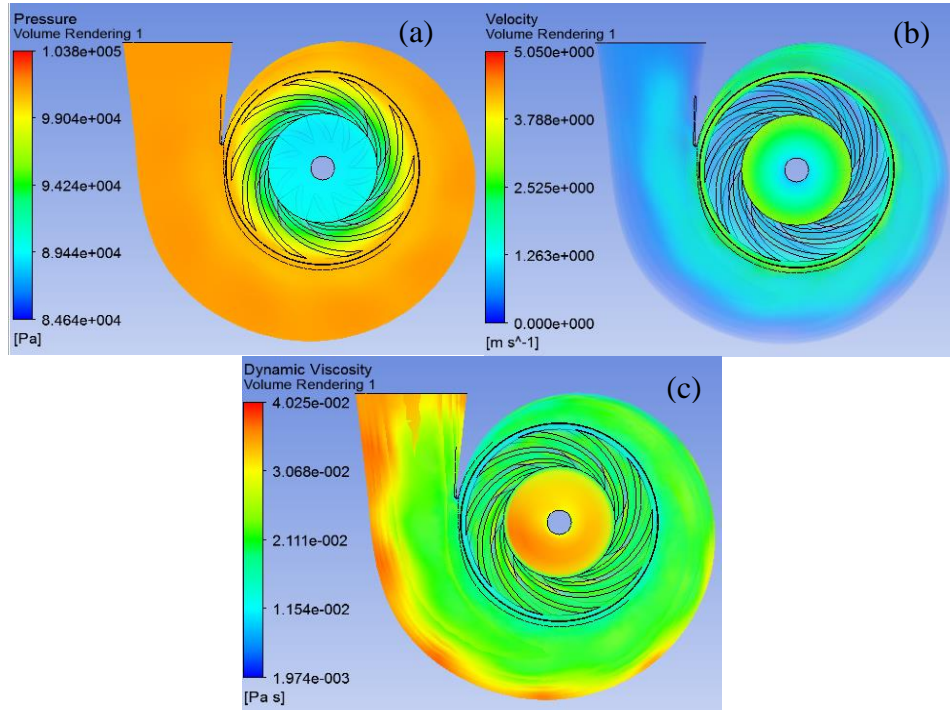 Pressure
Volume Rendering 1
(a)
1.038e+005
9.904e+004
9.424e+004
8.944e+004
8.464e+004
[Pa]
Velocity
Volume Rendering 1
(b)
5.050e+000
3.788e+000
2.525e+000
1.263e+000
0.000e+000
[m s^-1]
Dynamic Viscosity
Volume Rendering 1
(c)
4.025e-002
3.068e-002
2.111e-002
1.154e-002
1.974e-003
[Pa s]